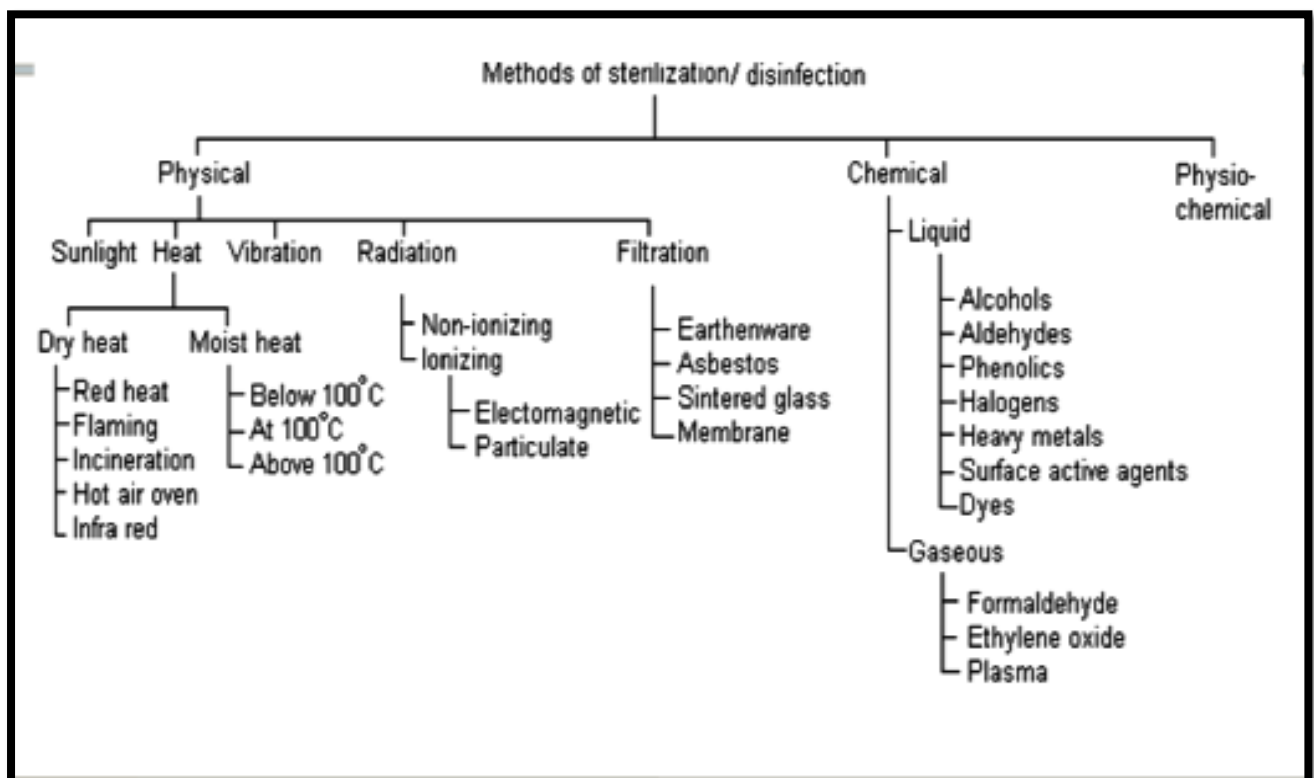 Methods of sterilization/ disinfection
Physical
Chemical
Physio-
chemical
Sunlight Heat Vibration Radiation Filtration
Liquid
Dry heat
Moist heat
Red heat
Flaming
Incineration
Hot air oven
Infra red
Below 100°C
At 100°C
Above 100°C
Non-ionizing
Ionizing
Electomagnetic
Particulate
Earthenware
Asbestos
Sintered glass
Membrane
Alcohols
Aldehydes
Phenolics
Halogens
Heavy metals
Surface active agents
Dyes
Gaseous
Formaldehyde
Ethylene oxide
Plasma